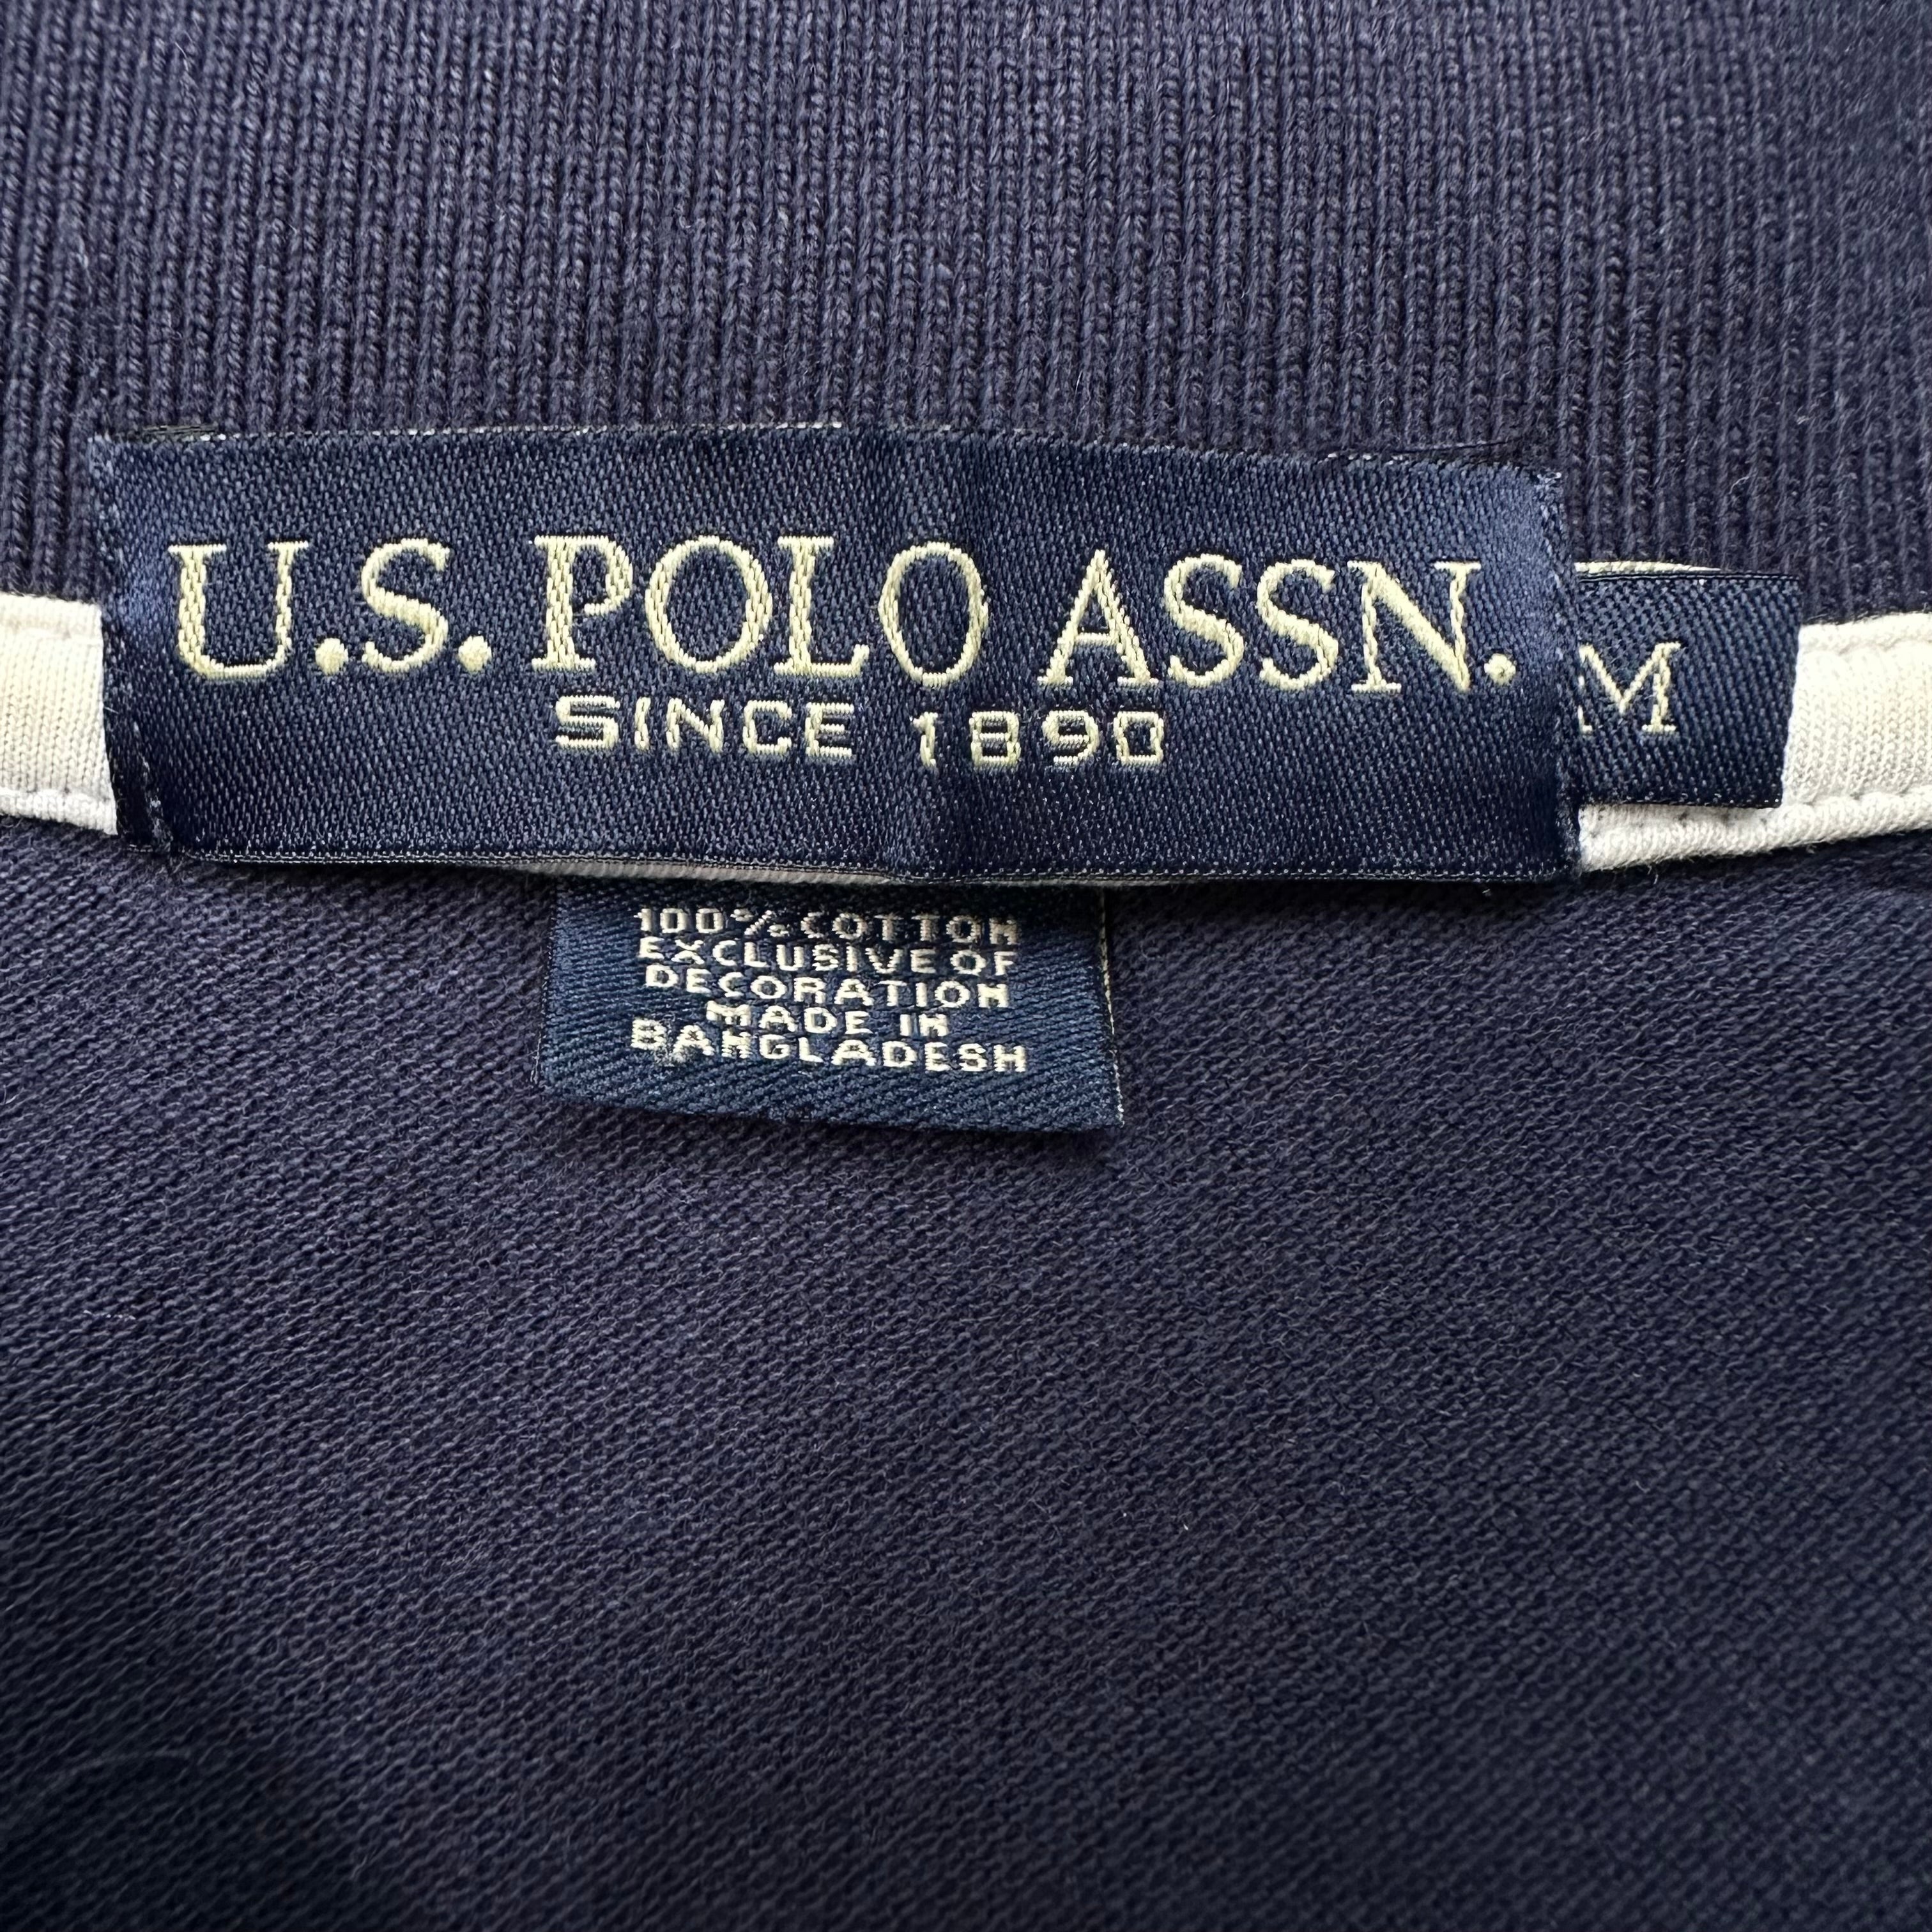 U.S. POLO ASSN.
SINCE 1890
M
100% COTTON
EXCLUSIVE OF
DECORATION
MADE IN
BANGLADESH